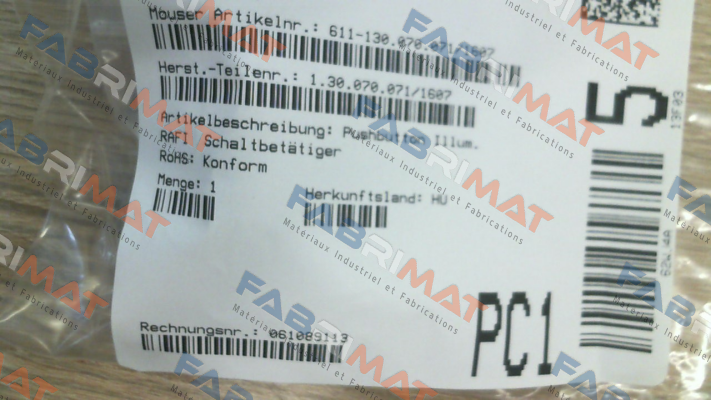 Mouser Artikelnr.: 611-130.070.071/1607
Herst.-Teilenr.: 1.30.070.071/1607
Artikelbeschreibung: Pushbutton Illum.
RAFI Schaltbetätiger
RoHS: Konform
Menge: 1
Herkunftsland: HU
Rechnungsnr.: 061089113
PC1
5
13F03
FABRIMAT
Matériaux Industriel et Fabrications